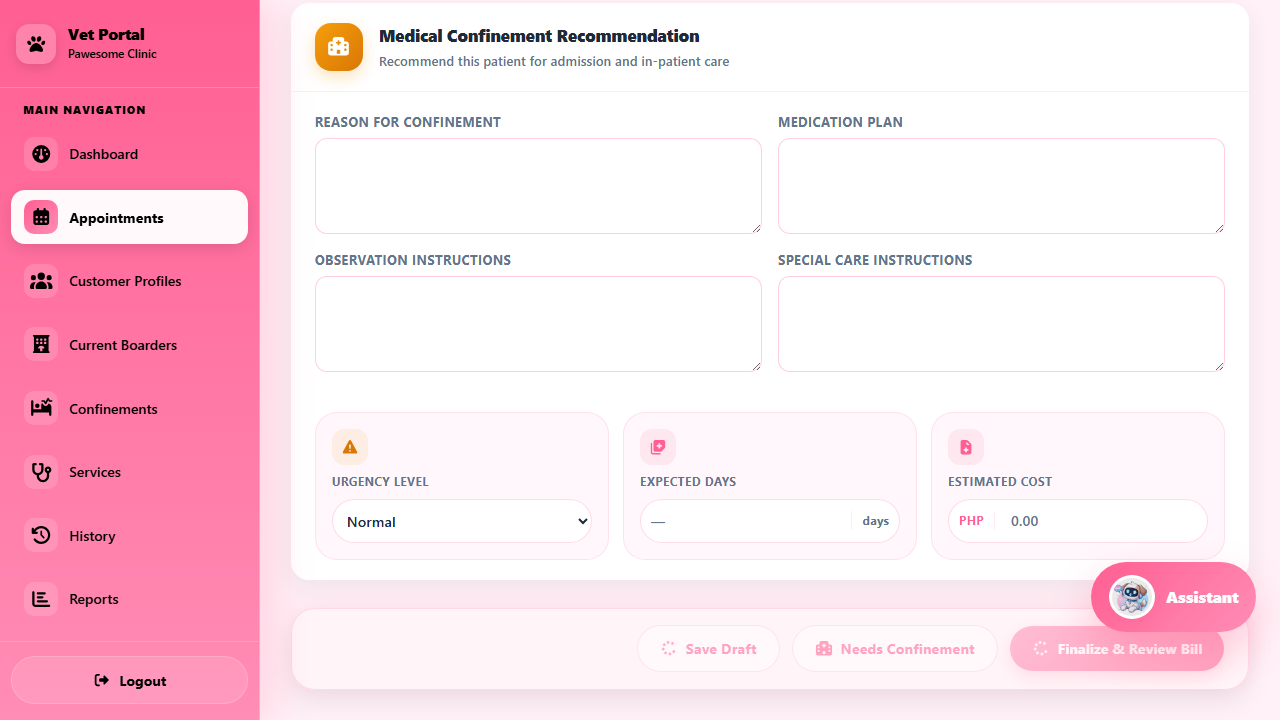 Vet Portal
Pawesome Clinic
MAIN NAVIGATION
Dashboard
Appointments
Customer Profiles
Current Boarders
Confinements
Services
History
Reports
Logout
Medical Confinement Recommendation
Recommend this patient for admission and in-patient care
REASON FOR CONFINEMENT
MEDICATION PLAN
OBSERVATION INSTRUCTIONS
SPECIAL CARE INSTRUCTIONS
URGENCY LEVEL
Normal
EXPECTED DAYS
— days
ESTIMATED COST
PHP 0.00
Assistant
Save Draft
Needs Confinement
Finalize & Review Bill